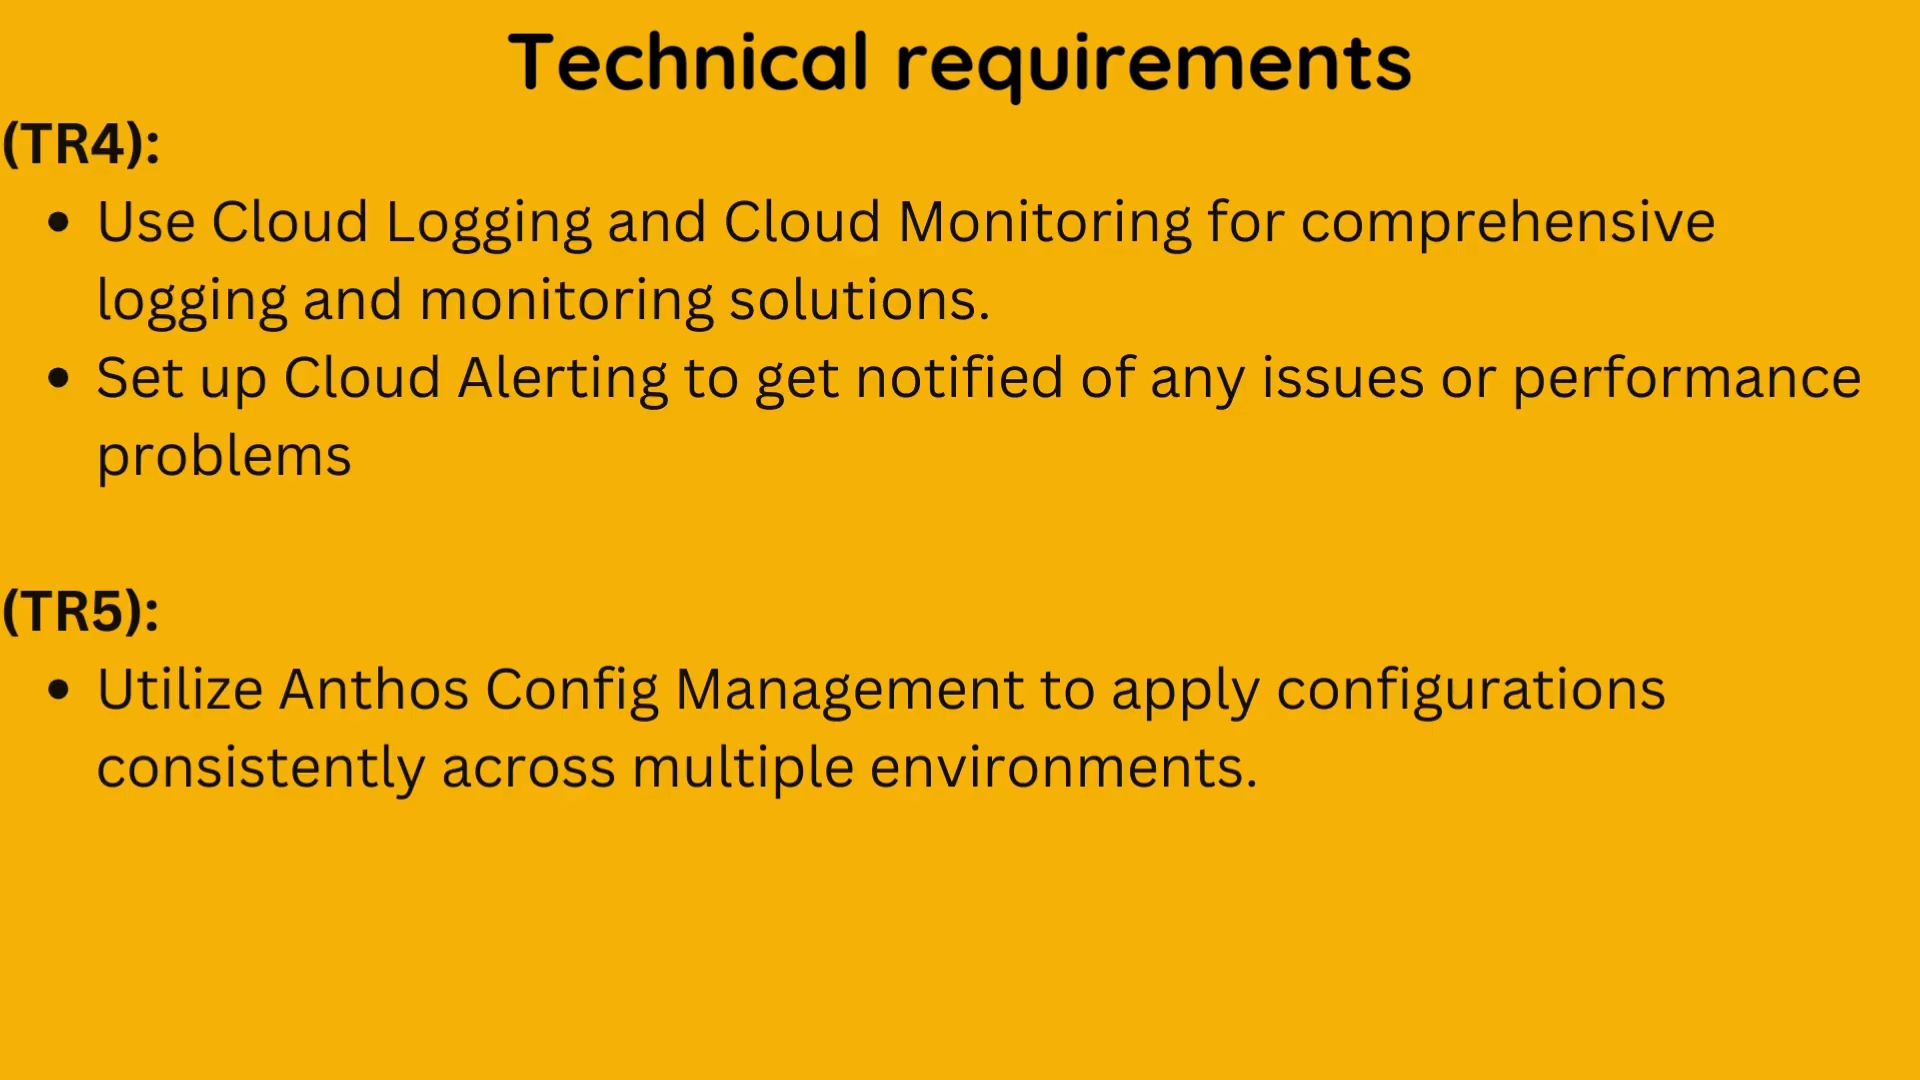 Technical requirements
(TR4):
• Use Cloud Logging and Cloud Monitoring for comprehensive
logging and monitoring solutions.
• Set up Cloud Alerting to get notified of any issues or performance
problems
(TR5):
• Utilize Anthos Config Management to apply configurations
consistently across multiple environments.